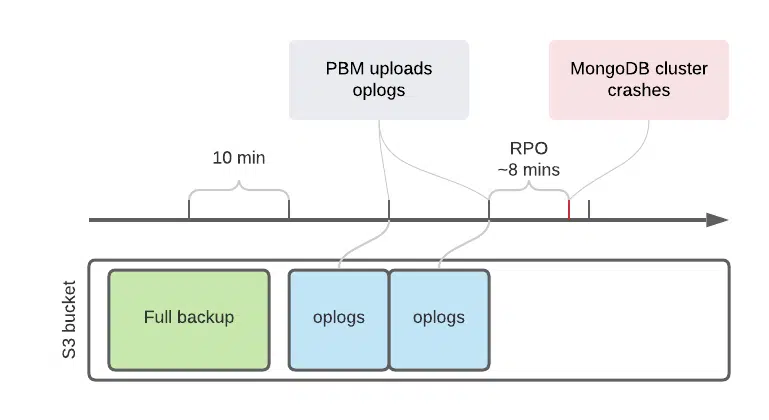 PBM uploads
oplogs
MongoDB cluster
crashes
10 min
RPO
~8 mins
S3 bucket
Full backup
oplogs
oplogs